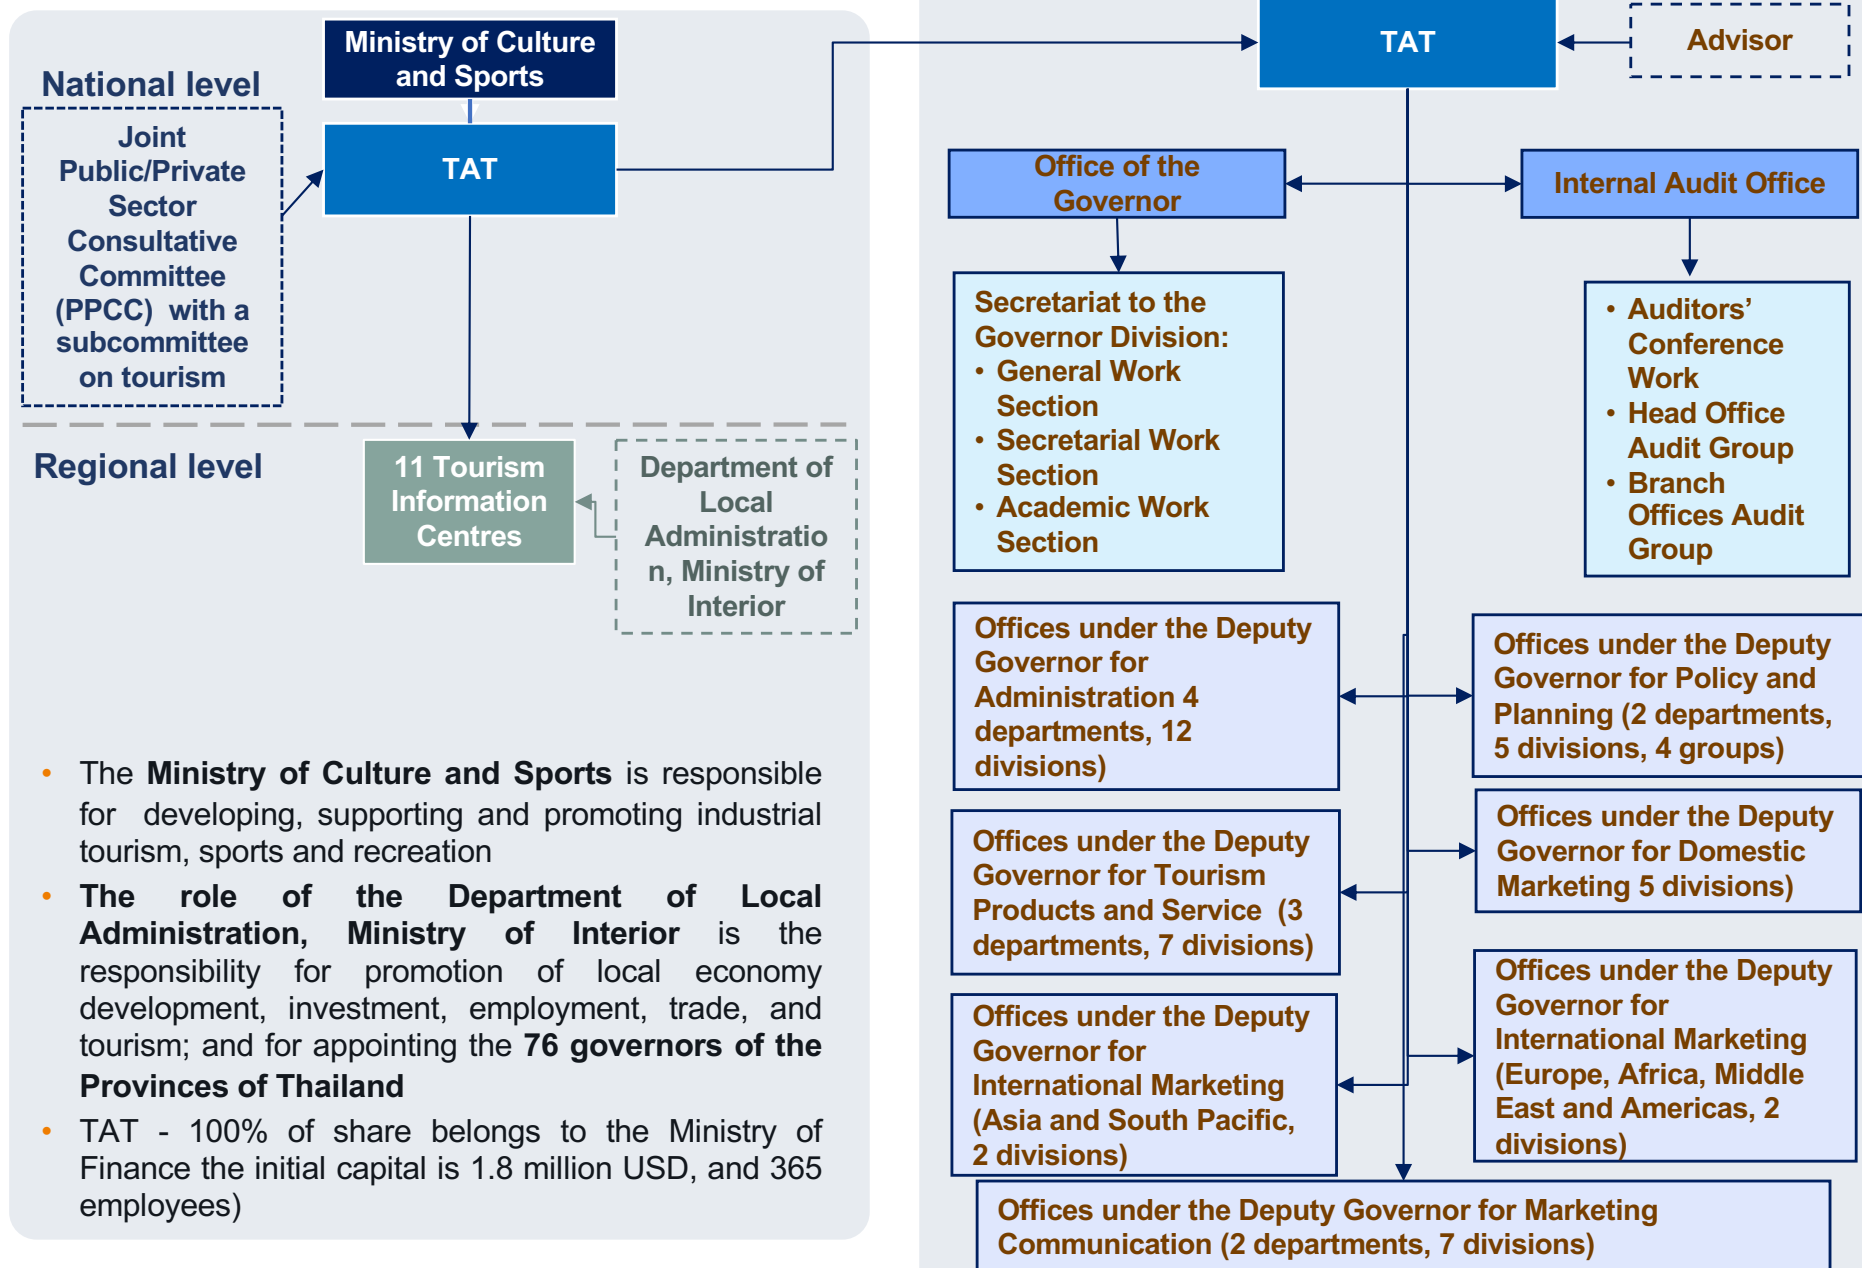 Ministry of Culture
and Sports
National level
Joint
Public/Private
Sector
Consultative
Committee
(PPCC) with a
subcommittee
on tourism
TAT
Regional level
11 Tourism
Information
Centres
Department of
Local
Administratio
n, Ministry of
Interior
• The Ministry of Culture and Sports is responsible
for developing, supporting and promoting industrial
tourism, sports and recreation
• The role of the Department of Local
Administration, Ministry of Interior is the
responsibility for promotion of local economy
development, investment, employment, trade, and
tourism; and for appointing the 76 governors of the
Provinces of Thailand
• TAT - 100% of share belongs to the Ministry of
Finance the initial capital is 1.8 million USD, and 365
employees)
TAT
Advisor
Office of the
Governor
Internal Audit Office
Secretariat to the
Governor Division:
• General Work
Section
• Secretarial Work
Section
• Academic Work
Section
• Auditors’
Conference
Work
• Head Office
Audit Group
• Branch
Offices Audit
Group
Offices under the Deputy
Governor for
Administration 4
departments, 12
divisions)
Offices under the Deputy
Governor for Policy and
Planning (2 departments,
5 divisions, 4 groups)
Offices under the Deputy
Governor for Tourism
Products and Service (3
departments, 7 divisions)
Offices under the Deputy
Governor for Domestic
Marketing 5 divisions)
Offices under the Deputy
Governor for
International Marketing
(Asia and South Pacific,
2 divisions)
Offices under the Deputy
Governor for
International Marketing
(Europe, Africa, Middle
East and Americas, 2
divisions)
Offices under the Deputy Governor for Marketing
Communication (2 departments, 7 divisions)